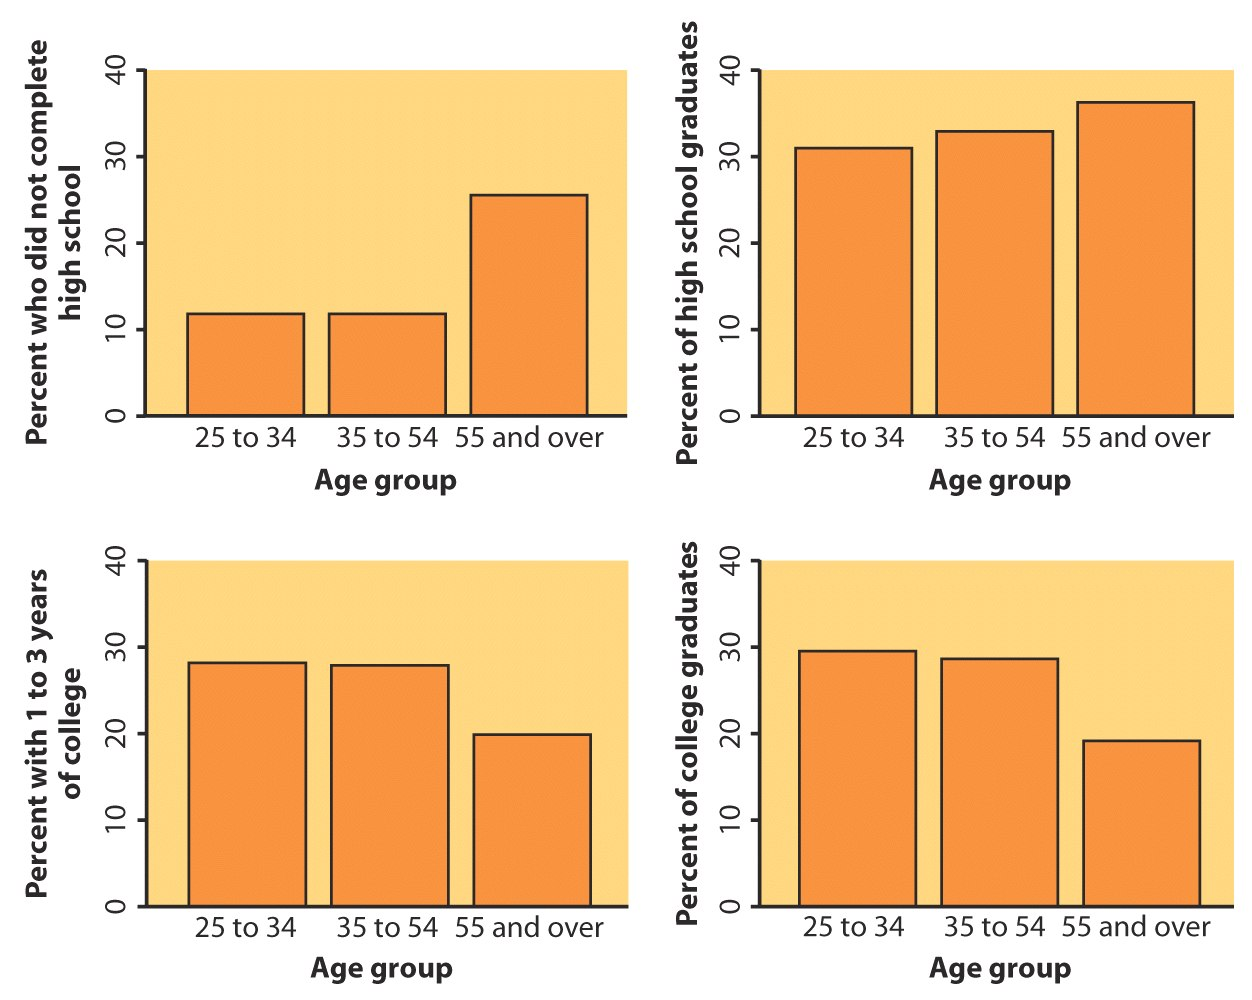 Percent who did not complete
high school
40
30
20
10
0
25 to 34 35 to 54 55 and over
Age group
Percent of high school graduates
40
30
20
10
0
25 to 34 35 to 54 55 and over
Age group
Percent with 1 to 3 years
of college
40
30
20
10
0
25 to 34 35 to 54 55 and over
Age group
Percent of college graduates
40
30
20
10
0
25 to 34 35 to 54 55 and over
Age group